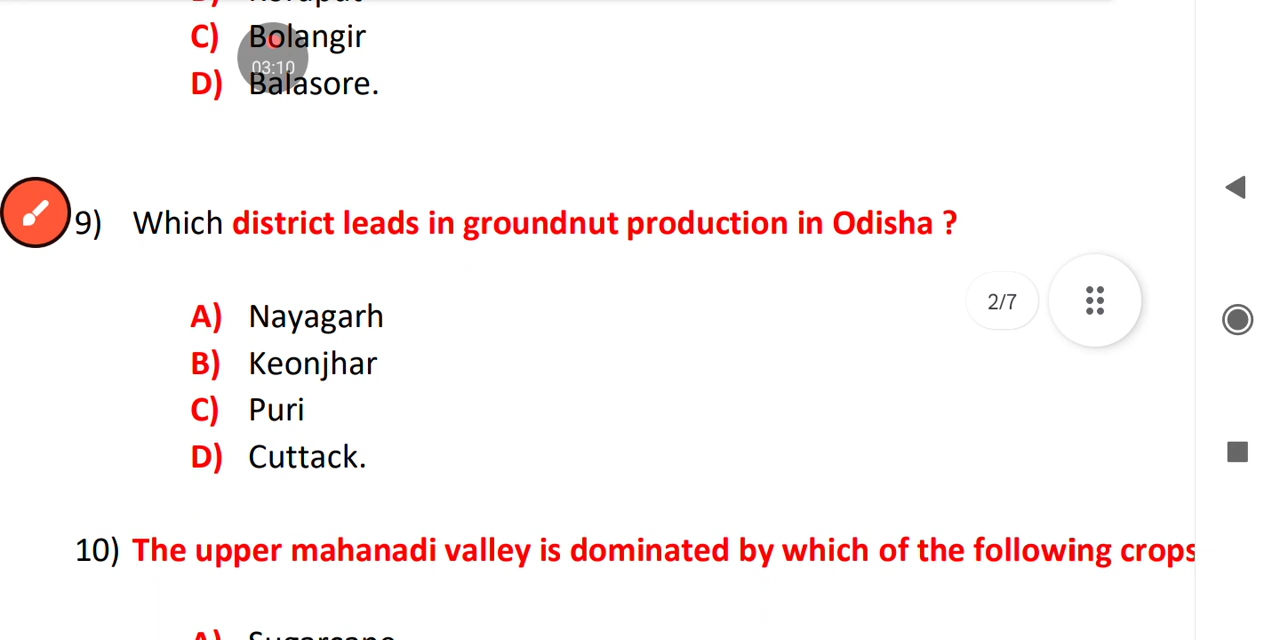 C) Bolangir
03:10
D) Balasore.
9) Which district leads in groundnut production in Odisha ?
2/7
A) Nayagarh
B) Keonjhar
C) Puri
D) Cuttack.
10) The upper mahanadi valley is dominated by which of the following crops